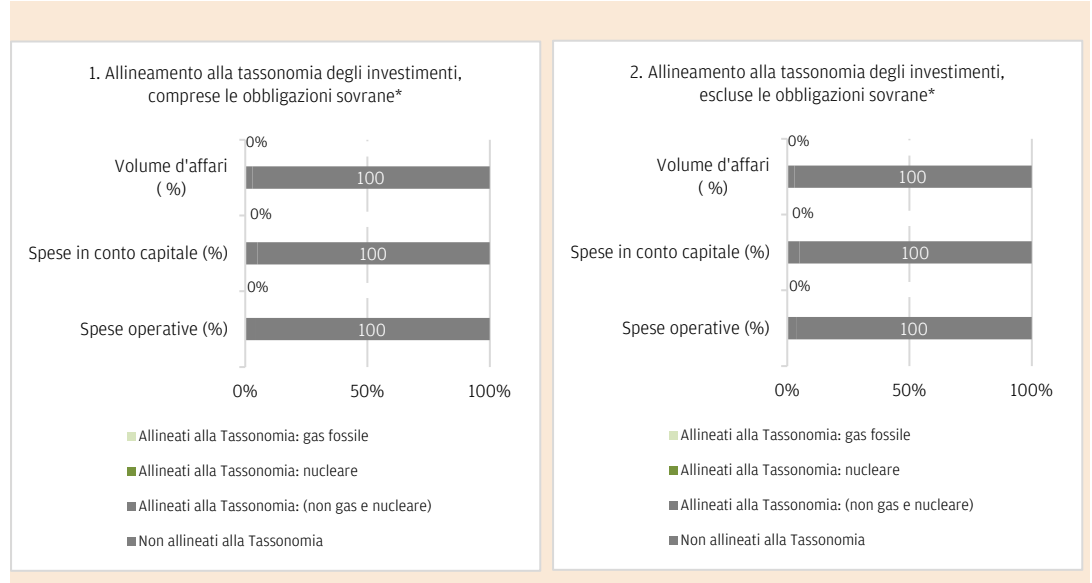 1. Allineamento alla tassonomia degli investimenti,
comprese le obbligazioni sovrane*
0%
Volume d'affari
( %)
100
0%
Spese in conto capitale (%)
100
0%
Spese operative (%)
100
0%
50%
100%
Allineati alla Tassonomia: gas fossile
Allineati alla Tassonomia: nucleare
Allineati alla Tassonomia: (non gas e nucleare)
Non allineati alla Tassonomia
2. Allineamento alla tassonomia degli investimenti,
escluse le obbligazioni sovrane*
0%
Volume d'affari
( %)
100
0%
Spese in conto capitale (%)
100
0%
Spese operative (%)
100
0%
50%
100%
Allineati alla Tassonomia: gas fossile
Allineati alla Tassonomia: nucleare
Allineati alla Tassonomia: (non gas e nucleare)
Non allineati alla Tassonomia